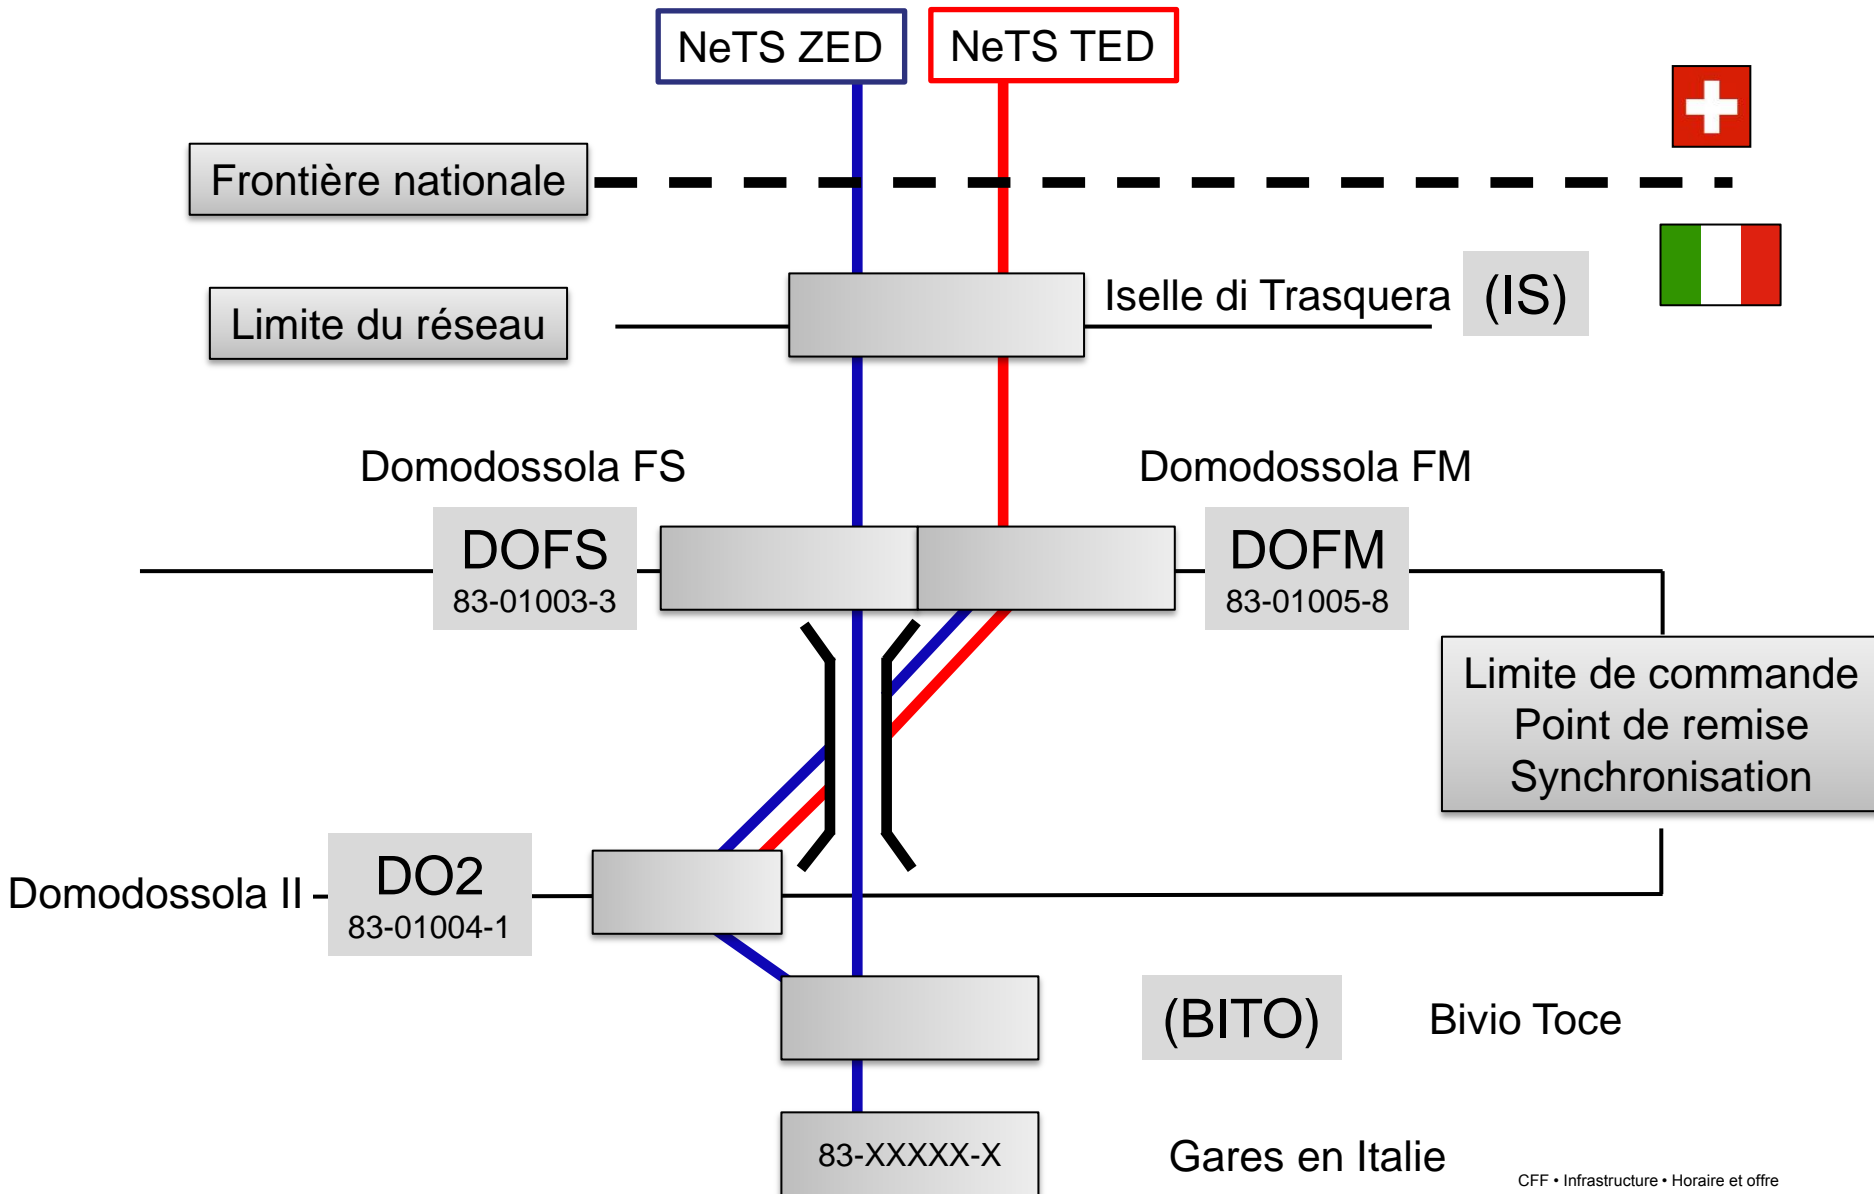 NeTS ZED
NeTS TED
Frontière nationale
Limite du réseau
Iselle di Trasquera
(IS)
Domodossola FS
Domodossola FM
DOFS
83-01003-3
DOFM
83-01005-8
Limite de commande
Point de remise
Synchronisation
Domodossola II
DO2
83-01004-1
(BITO)
Bivio Toce
83-XXXXX-X
Gares en Italie
CFF • Infrastructure • Horaire et offre